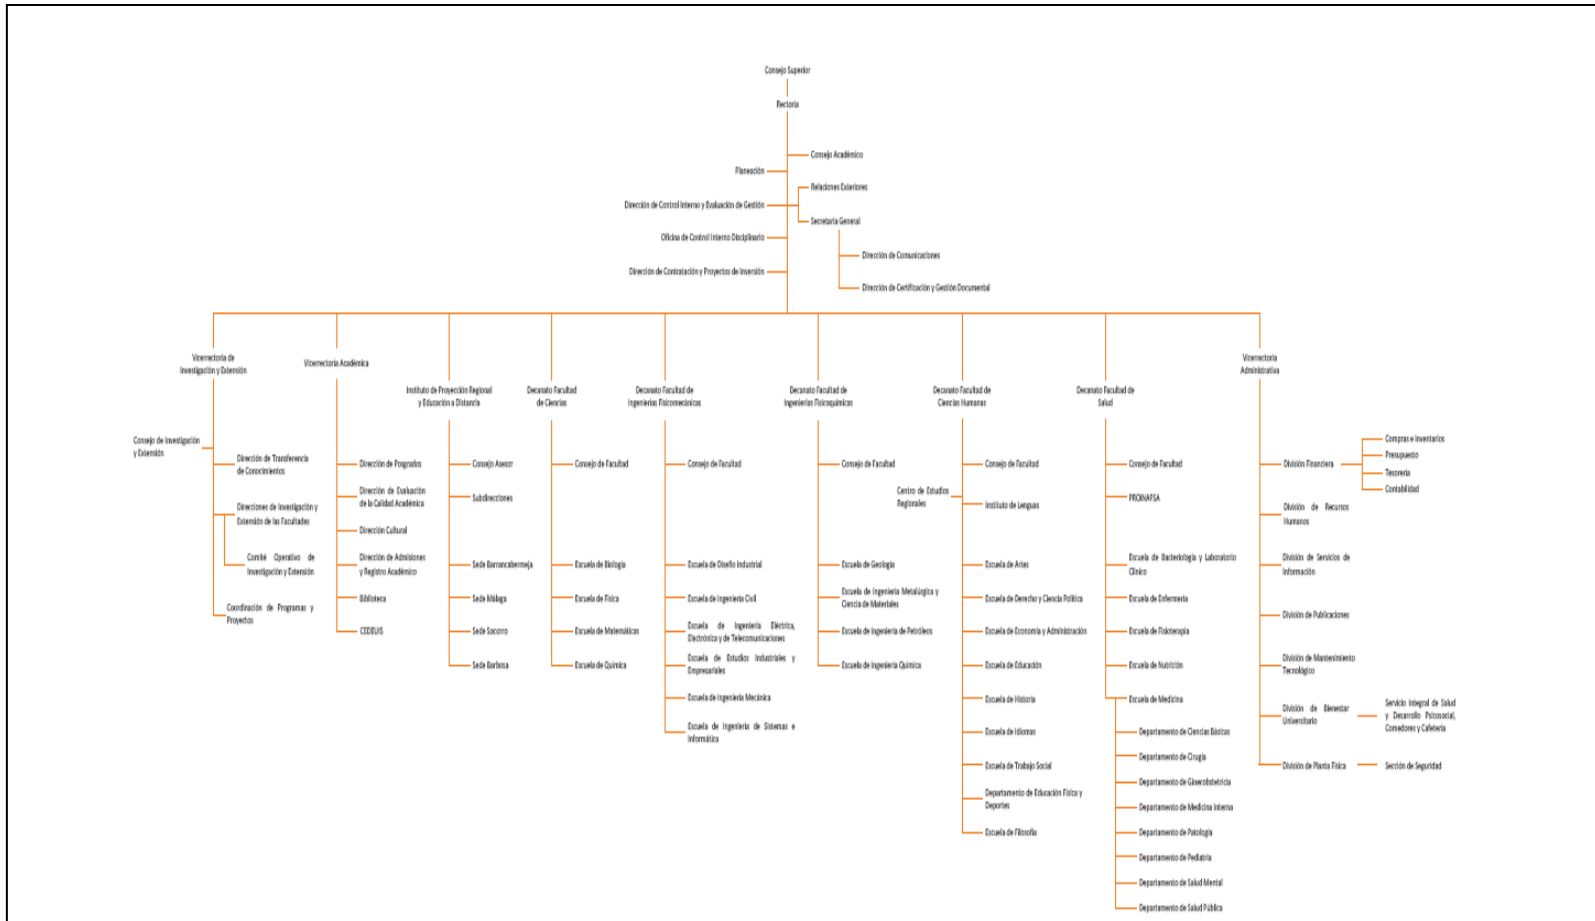 Consejo Superior
Rectoría
Consejo Académico
Planeación
Relaciones Exteriores
Dirección de Control Interno y Evaluación de Gestión
Secretaría General
Oficina de Control Interno Disciplinario
Dirección de Comunicaciones
Dirección de Contratación y Proyectos de Inversión
Dirección de Certificación y Gestión Documental
Vicerrectoría de
Investigación y Extensión
Consejo de Investigación
y Extensión
Dirección de Transferencia
de Conocimientos
Direcciones de Investigación y
Extensión de las Facultades
Comité Operativo de
Investigación y Extensión
Coordinación de Programas y
Proyectos
Vicerrectoría Académica
Dirección de Posgrados
Dirección de Evaluación
de la Calidad Académica
Dirección Cultural
Dirección de Admisiones
y Registro Académico
Biblioteca
CEDEUIS
Instituto de Proyección Regional
y Educación a Distancia
Consejo Asesor
Subdirecciones
Sede Barrancabermeja
Sede Málaga
Sede Socorro
Sede Barbosa
Decanato Facultad
de Ciencias
Consejo de Facultad
Escuela de Biología
Escuela de Física
Escuela de Matemáticas
Escuela de Química
Decanato Facultad de
Ingenierías Fisicomecánicas
Consejo de Facultad
Escuela de Diseño Industrial
Escuela de Ingeniería Civil
Escuela de Ingeniería Eléctrica,
Electrónica y de Telecomunicaciones
Escuela de Estudios Industriales y
Empresariales
Escuela de Ingeniería Mecánica
Escuela de Ingeniería de Sistemas e
Informática
Decanato Facultad de
Ingenierías Fisicoquímicas
Consejo de Facultad
Escuela de Geología
Escuela de Ingeniería Metalúrgica y
Ciencia de Materiales
Escuela de Ingeniería de Petróleos
Escuela de Ingeniería Química
Decanato Facultad de
Ciencias Humanas
Consejo de Facultad
Centro de Estudios
Regionales
Instituto de Lenguas
Escuela de Artes
Escuela de Derecho y Ciencia Política
Escuela de Economía y Administración
Escuela de Educación
Escuela de Historia
Escuela de Idiomas
Escuela de Trabajo Social
Departamento de Educación Física y
Deportes
Escuela de Filosofía
Decanato Facultad de
Salud
Consejo de Facultad
PROINAPSA
Escuela de Bacteriología y Laboratorio
Clínico
Escuela de Enfermería
Escuela de Fisioterapia
Escuela de Nutrición
Escuela de Medicina
Departamento de Ciencias Básicas
Departamento de Cirugía
Departamento de Ginecobstetricia
Departamento de Medicina Interna
Departamento de Patología
Departamento de Pediatría
Departamento de Salud Mental
Departamento de Salud Pública
Vicerrectoría
Administrativa
División Financiera
Compras e Inventarios
Presupuesto
Tesorería
Contabilidad
División de Recursos
Humanos
División de Servicios de
Información
División de Publicaciones
División de Mantenimiento
Tecnológico
División de Bienestar
Universitario
Servicio Integral de Salud
y Desarrollo Psicosocial,
Comedores y Cafetería
División de Planta Física
Sección de Seguridad